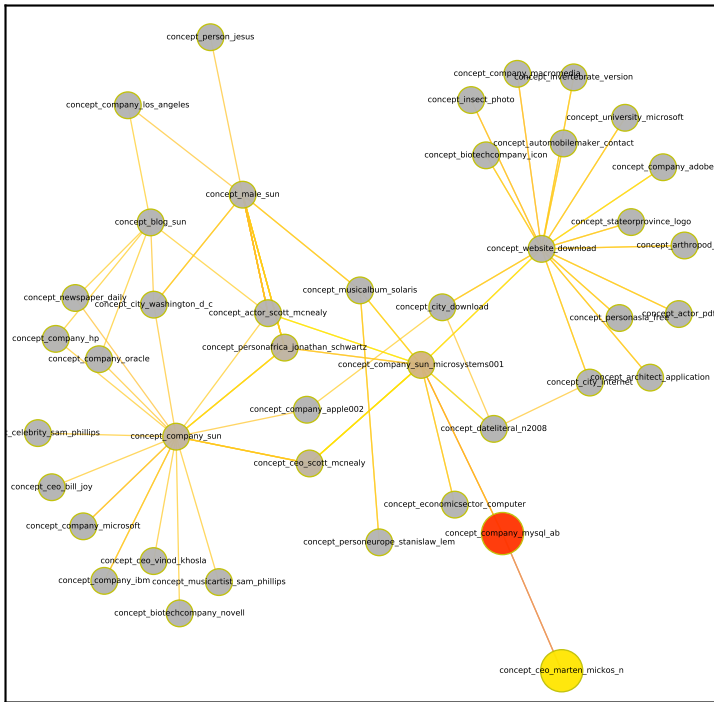 concept_person_jesus
concept_company_macromedia
concept_invertebrate_version
concept_insect_photo
concept_company_los_angeles
concept_university_microsoft
concept_automobilemaker_contact
concept_biotechcompany_icon
concept_company_adobe
concept_male_sun
concept_blog_sun
concept_stateorprovince_logo
concept_website_download
concept_arthropod_
concept_musicalbum_solaris
concept_newspaper_daily
concept_city_washington_d_c
concept_city_download
concept_actor_scott_mcnealy
concept_personasia_free
concept_actor_pdf
concept_hp
concept_personafrica_jonathan_schwartz
concept_company_oracle
concept_company_sun_microsystems001
concept_architect_application
concept_city_internet
concept_company_apple002
concept_dateliteral_n2008
t_celebrity_sam_phillips
concept_company_sun
concept_ceo_scott_mcnealy
concept_ceo_bill_joy
concept_economicsector_computer
concept_company_microsoft
concept_company_mysql_ab
concept_personeurope_stanislaw_lem
concept_ceo_vinod_khosla
concept_company_ibm
concept_musicartist_sam_phillips
concept_biotechcompany_novell
concept_ceo_marten_mickos_n